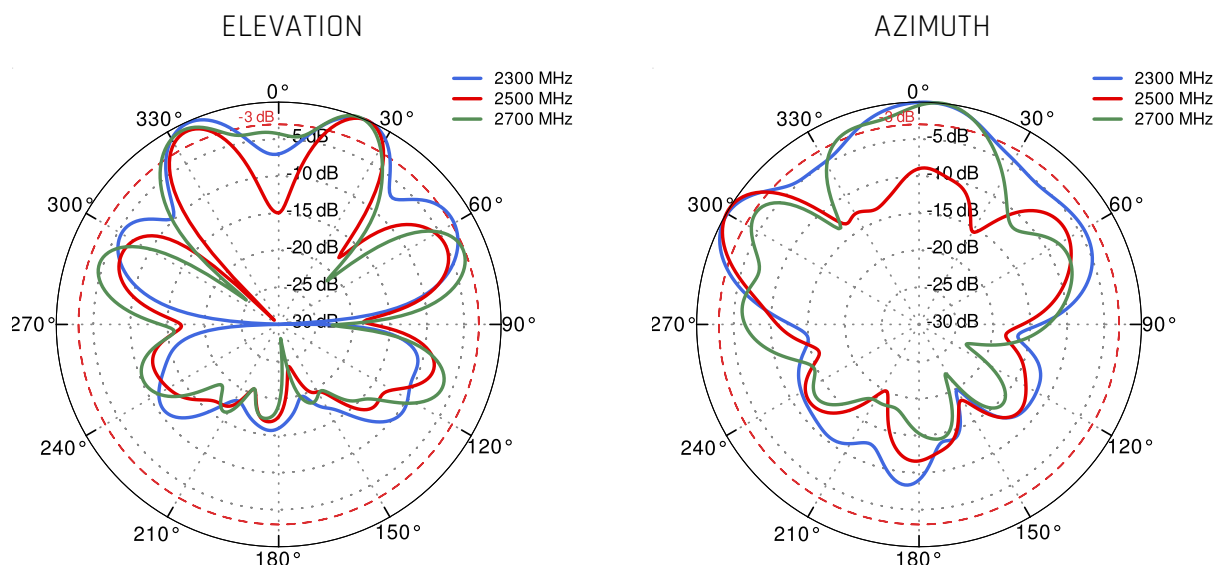 ELEVATION
2300 MHz
2500 MHz
2700 MHz
0°
30°
60°
90°
120°
150°
180°
210°
240°
270°
300°
330°
-3 dB
-5 dB
-10 dB
-15 dB
-20 dB
-25 dB
-30 dB
AZIMUTH
2300 MHz
2500 MHz
2700 MHz
0°
30°
60°
90°
120°
150°
180°
210°
240°
270°
300°
330°
-3 dB
-5 dB
-10 dB
-15 dB
-20 dB
-25 dB
-30 dB